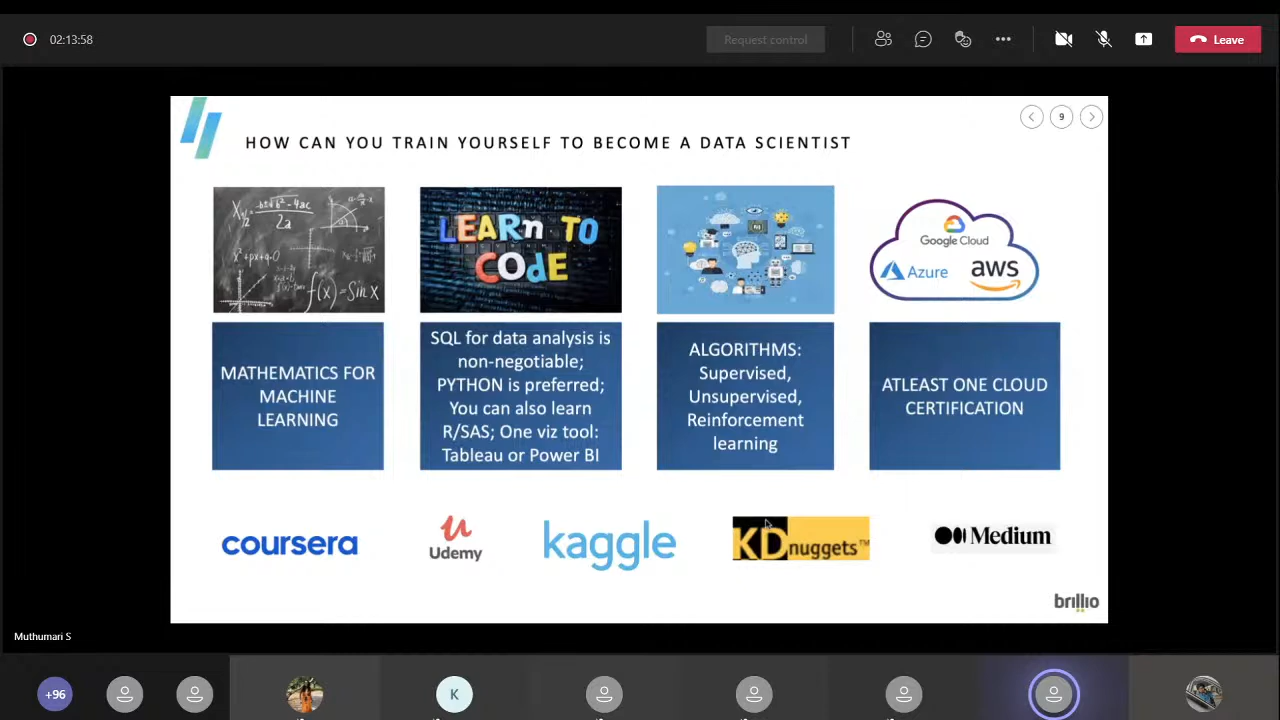 02:13:58
Request control
Leave
9
HOW CAN YOU TRAIN YOURSELF TO BECOME A DATA SCIENTIST
2a
f(x)=Sin X
LEARn TO
CODE
Google Cloud
Azure
aws
MATHEMATICS FOR
MACHINE
LEARNING
SQL for data analysis is
non-negotiable;
PYTHON is preferred;
You can also learn
R/SAS; One viz tool:
Tableau or Power BI
ALGORITHMS:
Supervised,
Unsupervised,
Reinforcement
learning
ATLEAST ONE CLOUD
CERTIFICATION
coursera
Udemy
kaggle
KDnuggets™
Medium
brillio
Muthumari S
+96
K